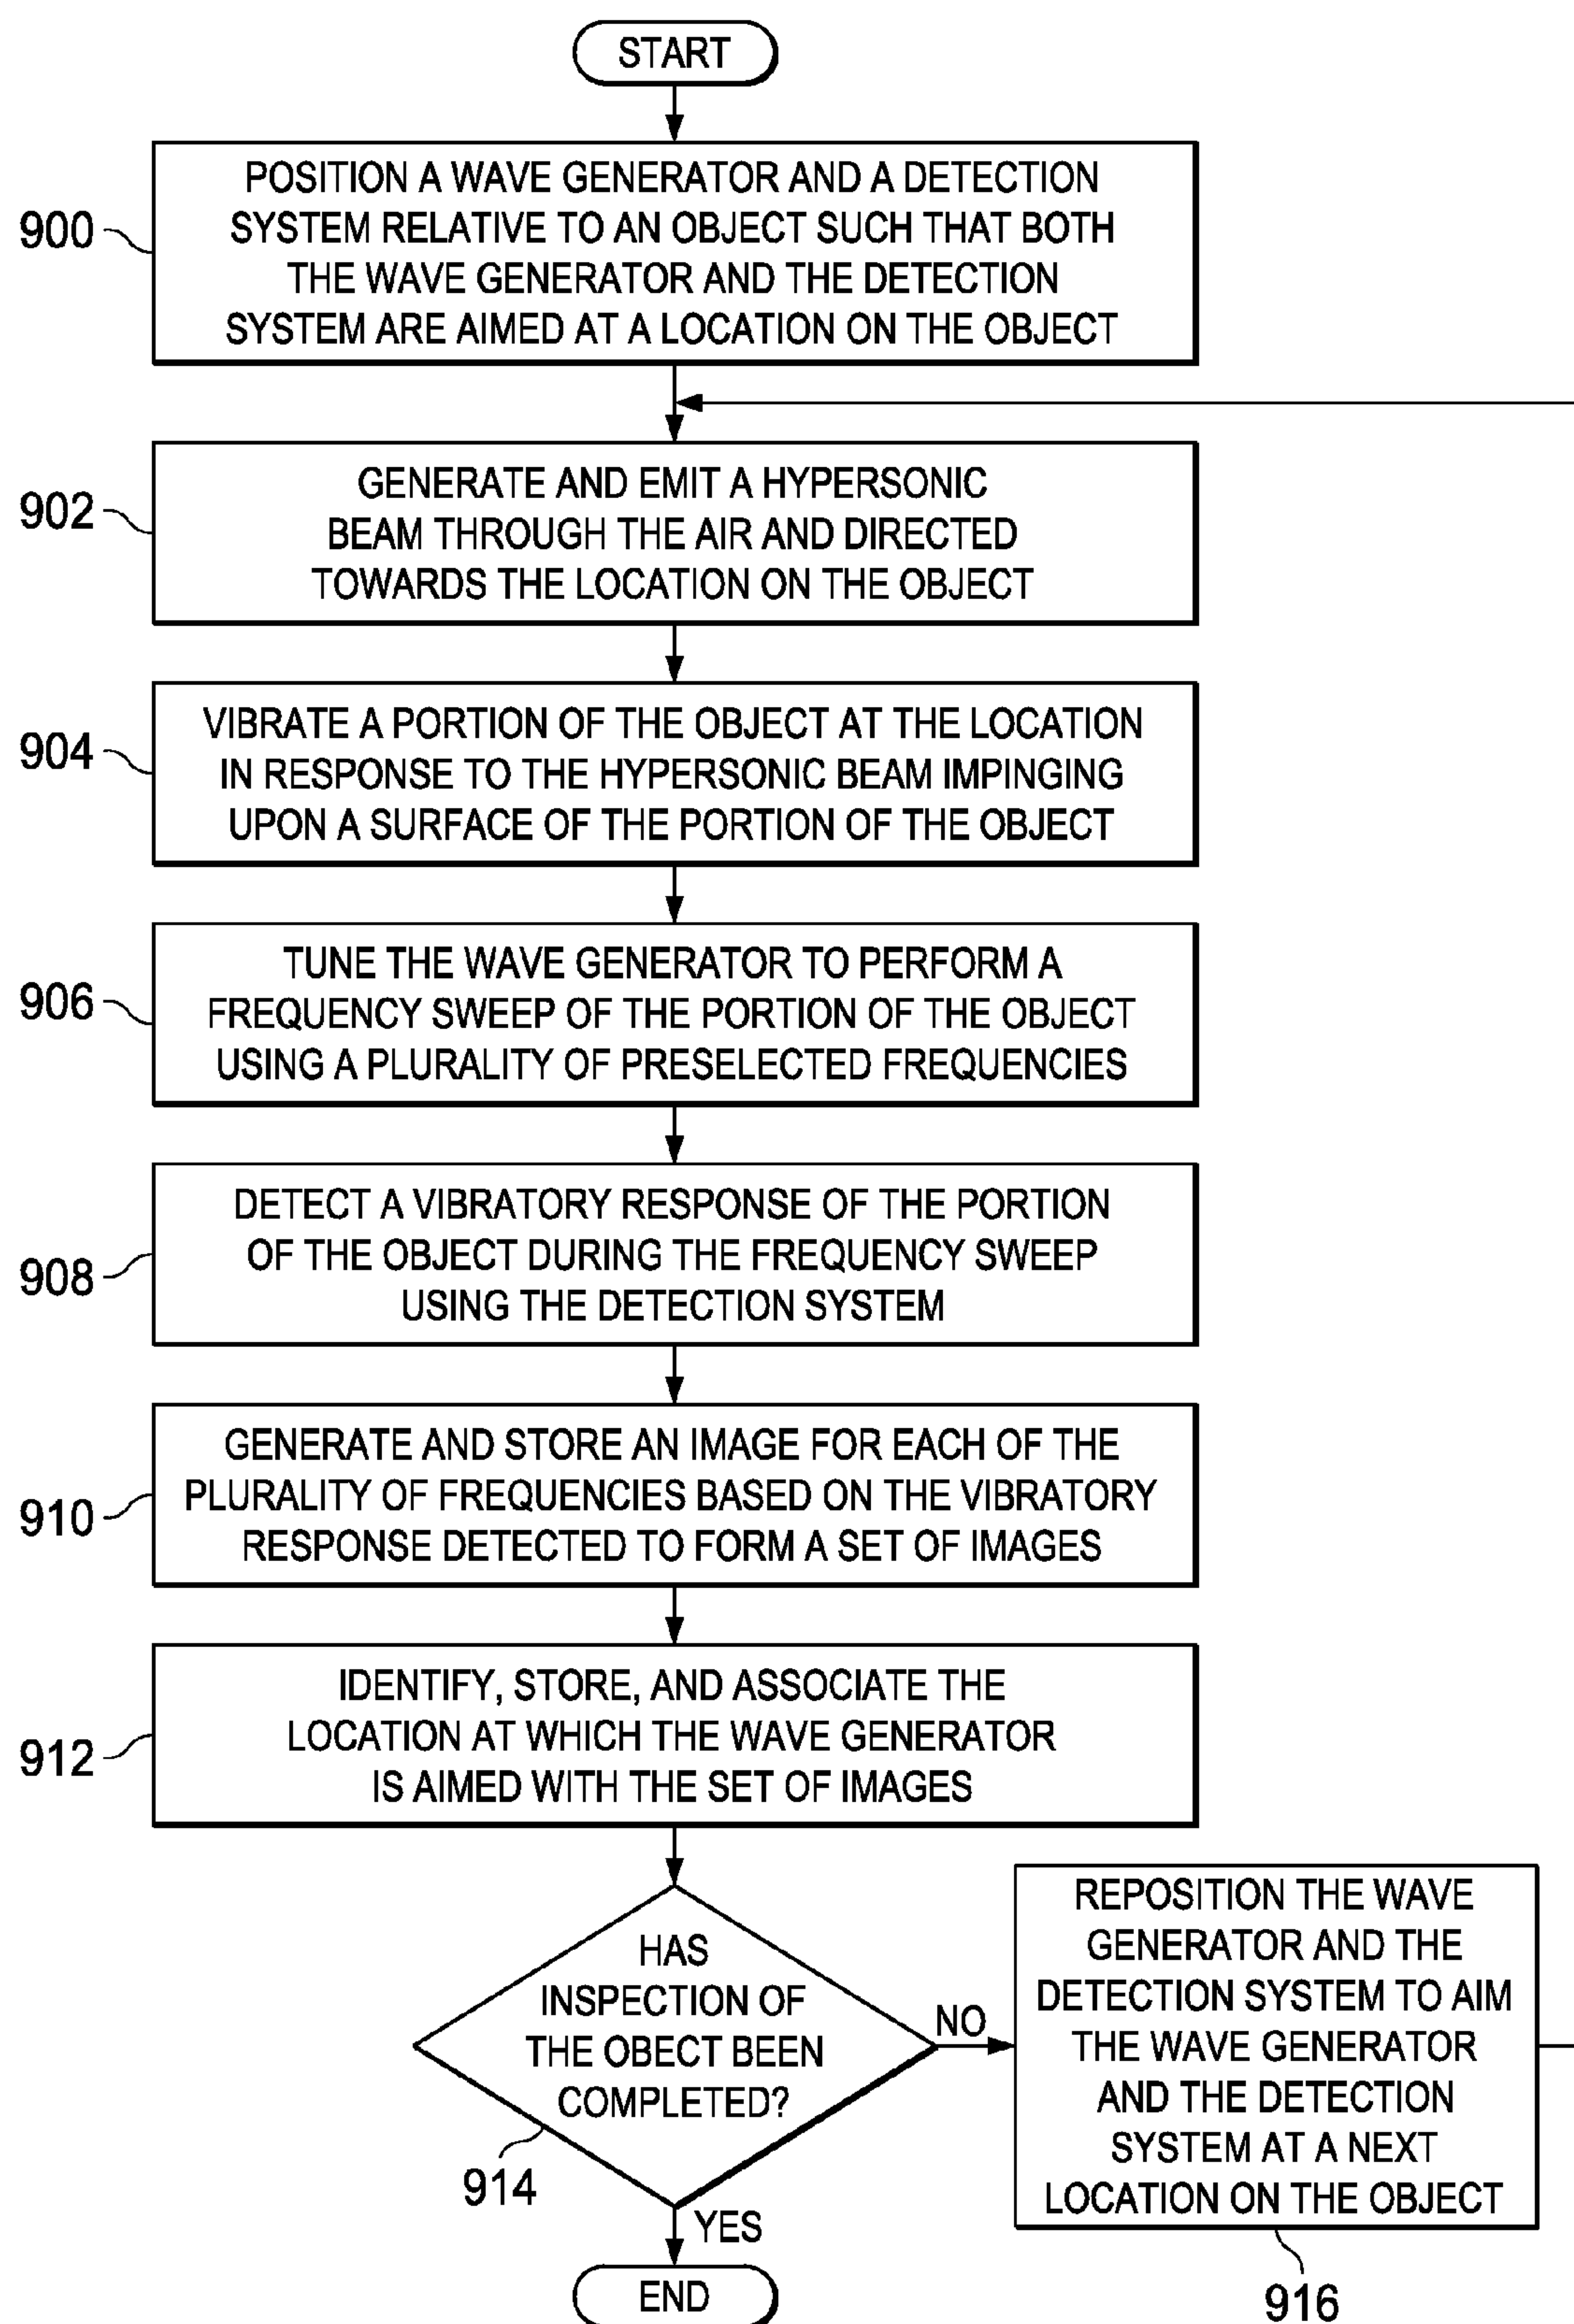 START
POSITION A WAVE GENERATOR AND A DETECTION
SYSTEM RELATIVE TO AN OBJECT SUCH THAT BOTH
THE WAVE GENERATOR AND THE DETECTION
SYSTEM ARE AIMED AT A LOCATION ON THE OBJECT
900
GENERATE AND EMIT A HYPERSONIC
BEAM THROUGH THE AIR AND DIRECTED
TOWARDS THE LOCATION ON THE OBJECT
902
VIBRATE A PORTION OF THE OBJECT AT THE LOCATION
IN RESPONSE TO THE HYPERSONIC BEAM IMPINGING
UPON A SURFACE OF THE PORTION OF THE OBJECT
904
TUNE THE WAVE GENERATOR TO PERFORM A
FREQUENCY SWEEP OF THE PORTION OF THE OBJECT
USING A PLURALITY OF PRESELECTED FREQUENCIES
906
DETECT A VIBRATORY RESPONSE OF THE PORTION
OF THE OBJECT DURING THE FREQUENCY SWEEP
USING THE DETECTION SYSTEM
908
GENERATE AND STORE AN IMAGE FOR EACH OF THE
PLURALITY OF FREQUENCIES BASED ON THE VIBRATORY
RESPONSE DETECTED TO FORM A SET OF IMAGES
910
IDENTIFY, STORE, AND ASSOCIATE THE
LOCATION AT WHICH THE WAVE GENERATOR
IS AIMED WITH THE SET OF IMAGES
912
HAS
INSPECTION OF
THE OBECT BEEN
COMPLETED?
914
NO
REPOSITION THE WAVE
GENERATOR AND THE
DETECTION SYSTEM TO AIM
THE WAVE GENERATOR
AND THE DETECTION
SYSTEM AT A NEXT
LOCATION ON THE OBJECT
916
YES
END